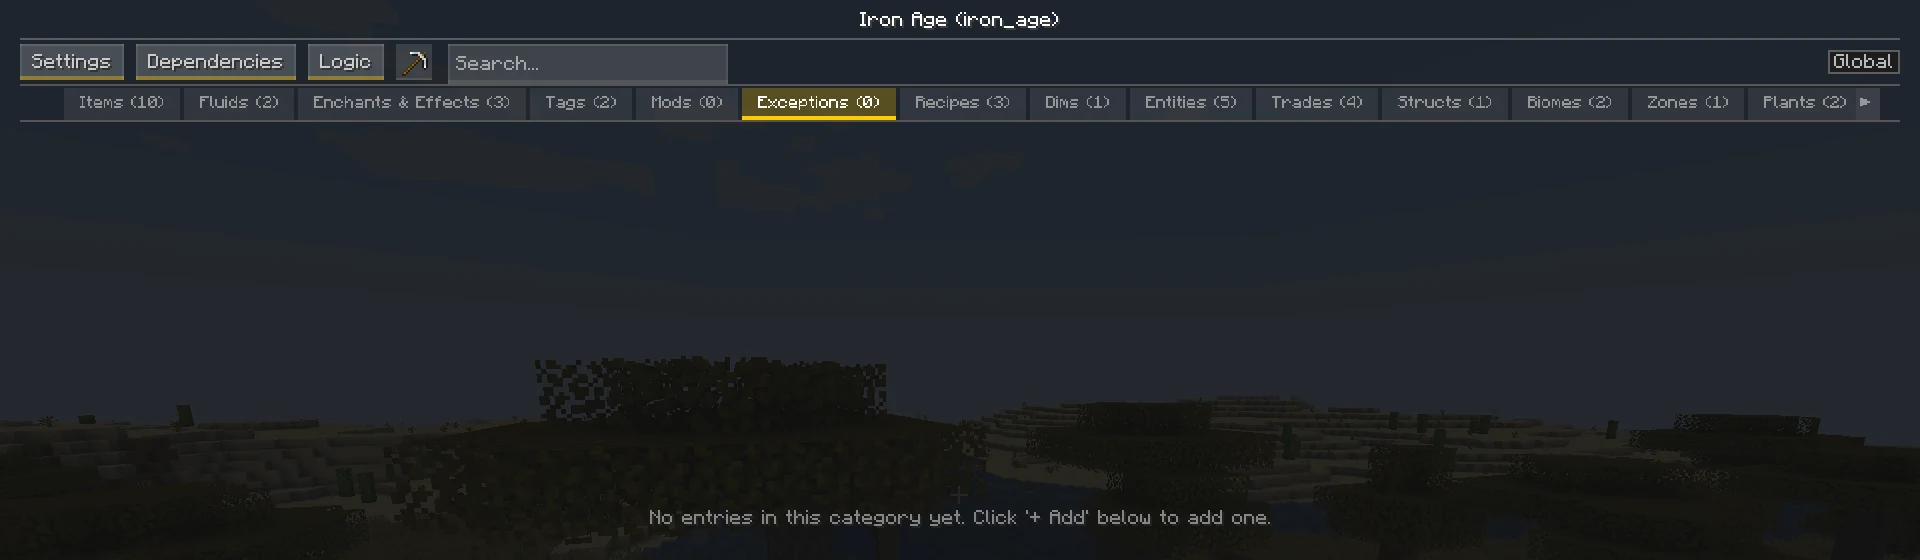 Iron Age (iron_age)
Settings Dependencies Logic Search... Global
Items (10) Fluids (2) Enchants & Effects (3) Tags (2) Mods (0) Exceptions (0) Recipes (3) Dims (1) Entities (5) Trades (4) Structs (1) Biomes (2) Zones (1) Plants (2)
No entries in this category yet. Click '+ Add' below to add one.